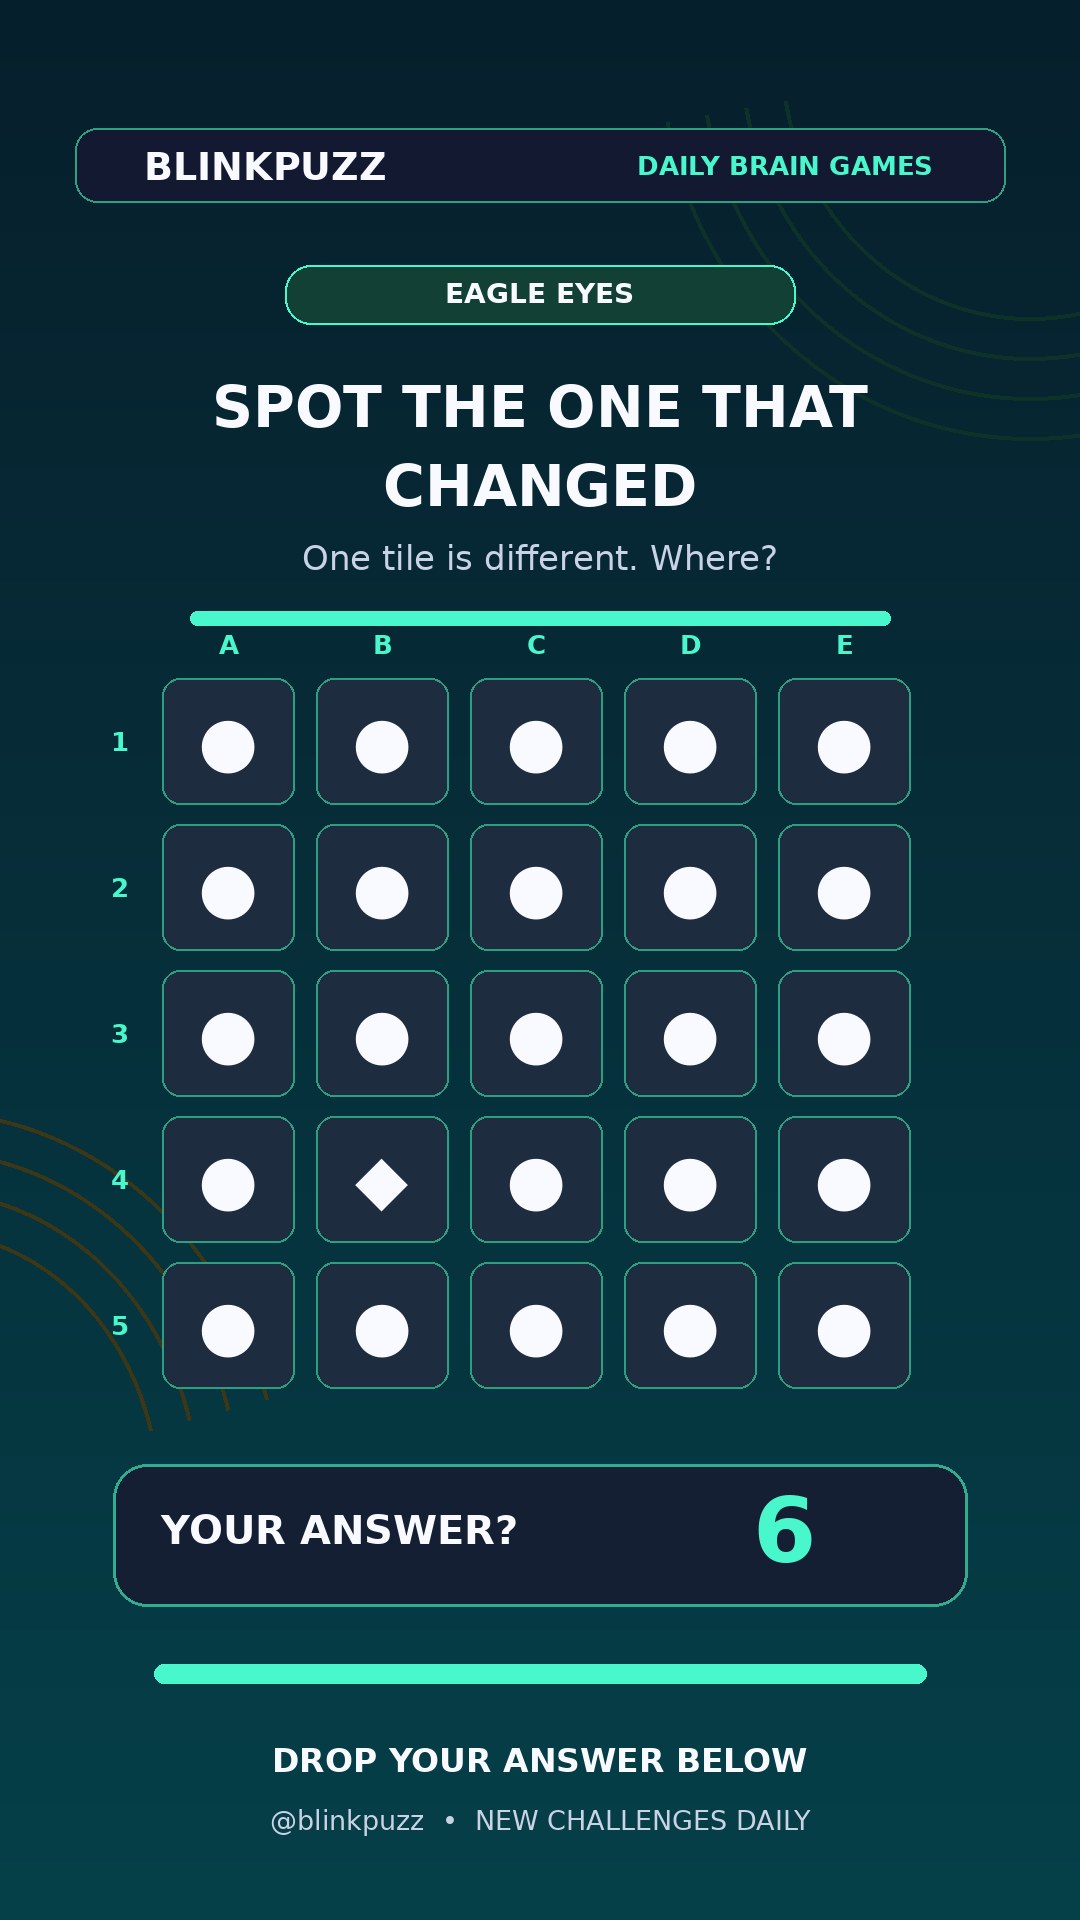 BLINKPUZZ DAILY BRAIN GAMES
EAGLE EYES
SPOT THE ONE THAT
CHANGED
One tile is different. Where?
A B C D E
1
2
3
4
5
YOUR ANSWER? 6
DROP YOUR ANSWER BELOW
@blinkpuzz • NEW CHALLENGES DAILY